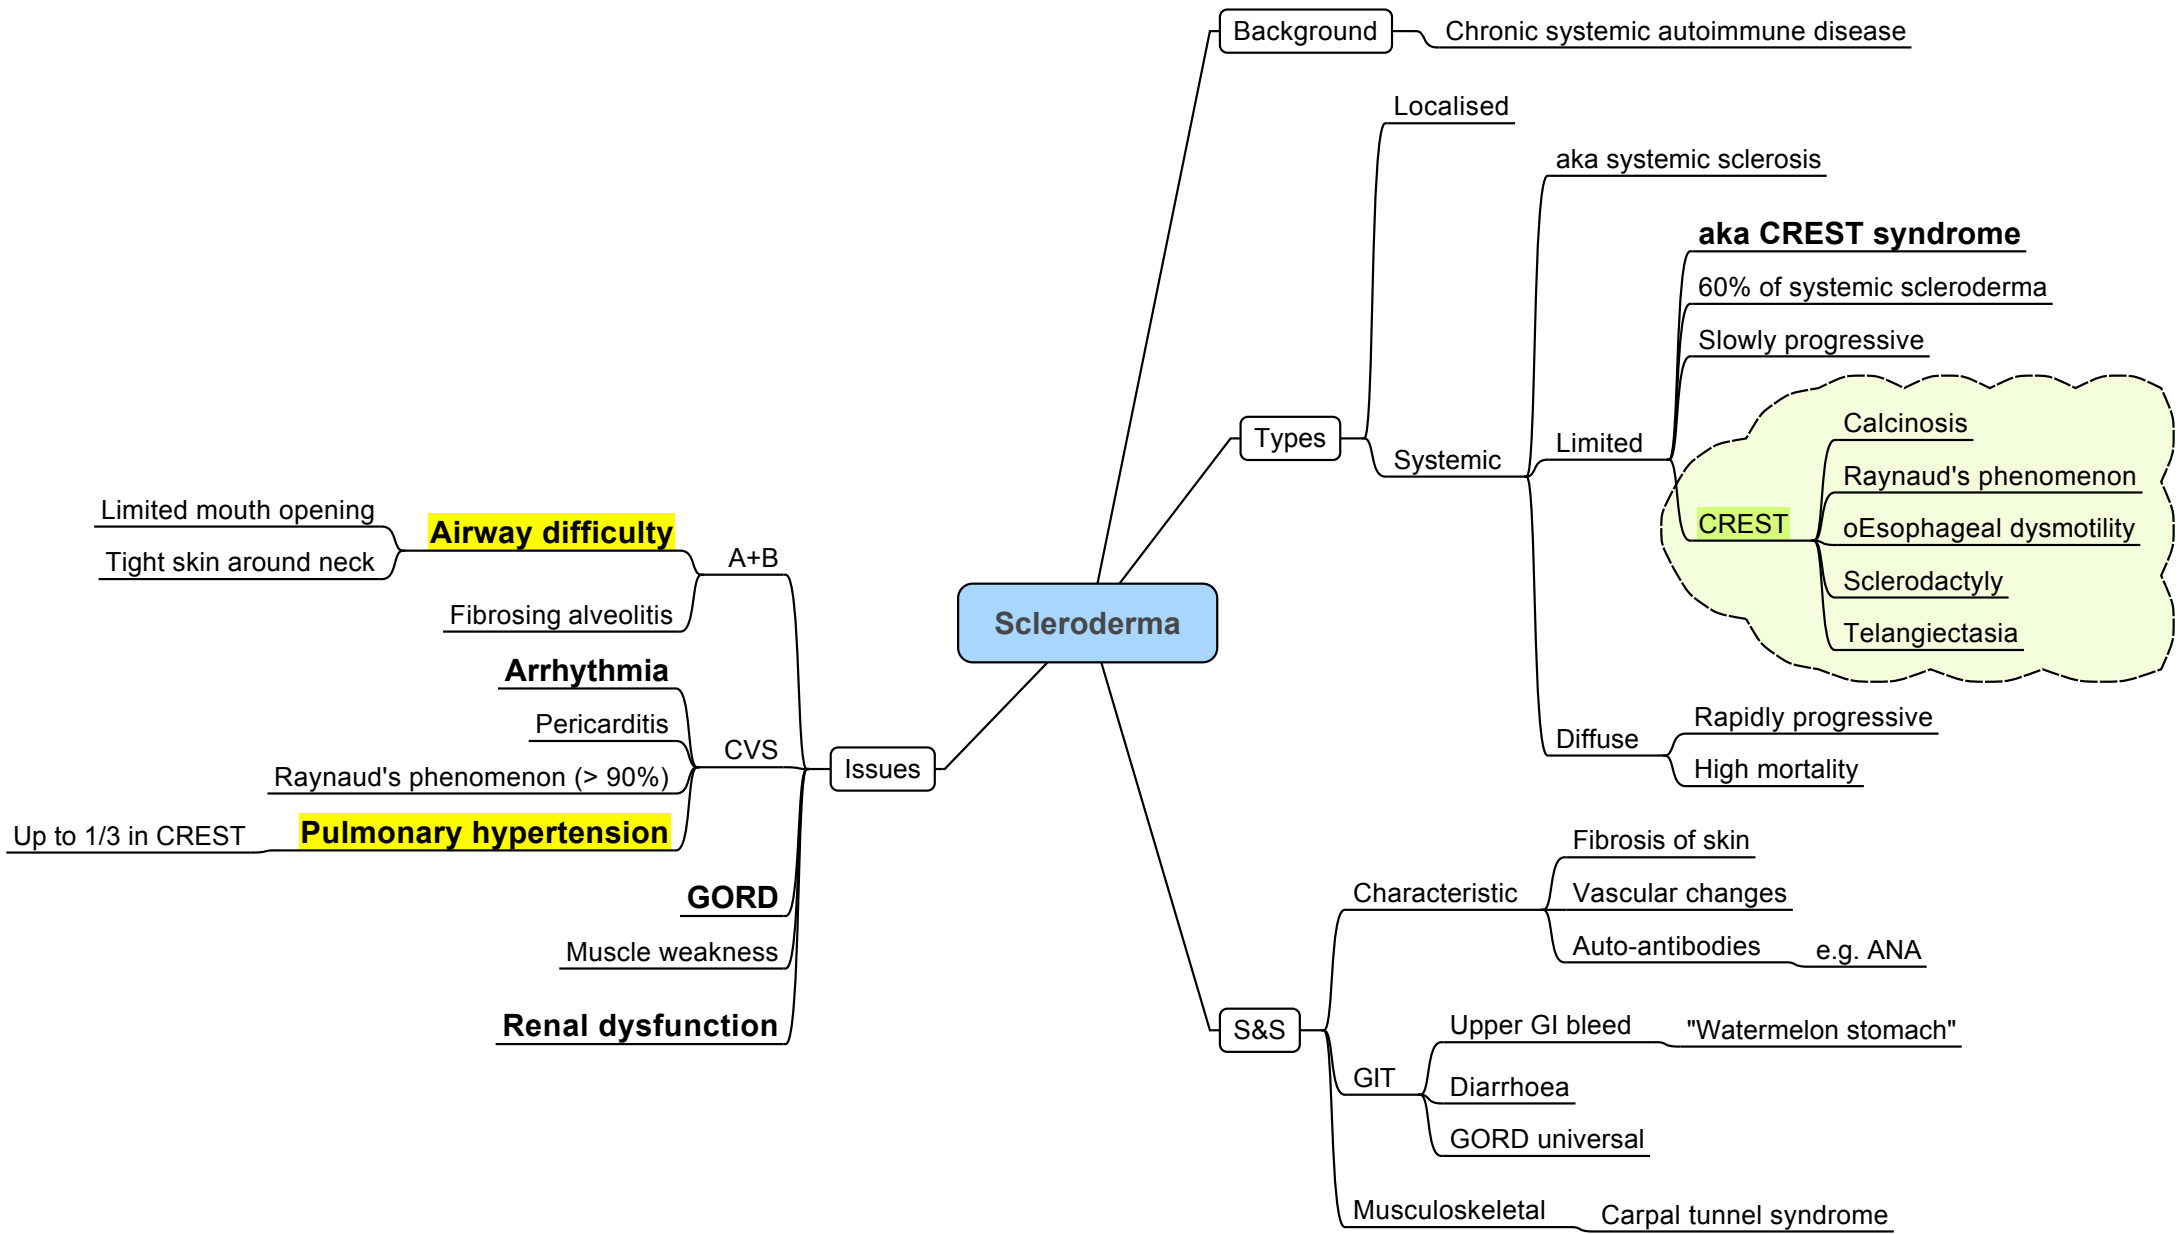 Background
Chronic systemic autoimmune disease
Localised
aka systemic sclerosis
aka CREST syndrome
60% of systemic scleroderma
Slowly progressive
Calcinosis
Types
Limited
Systemic
Raynaud's phenomenon
CREST
oEsophageal dysmotility
Sclerodactyly
Telangiectasia
Rapidly progressive
Diffuse
High mortality
Limited mouth opening
Airway difficulty
Tight skin around neck
A+B
Fibrosing alveolitis
Scleroderma
Arrhythmia
Pericarditis
CVS
Issues
Raynaud's phenomenon (> 90%)
Up to 1/3 in CREST
Pulmonary hypertension
GORD
Muscle weakness
Renal dysfunction
Fibrosis of skin
Characteristic
Vascular changes
Auto-antibodies
e.g. ANA
S&S
Upper GI bleed
"Watermelon stomach"
GIT
Diarrhoea
GORD universal
Musculoskeletal
Carpal tunnel syndrome